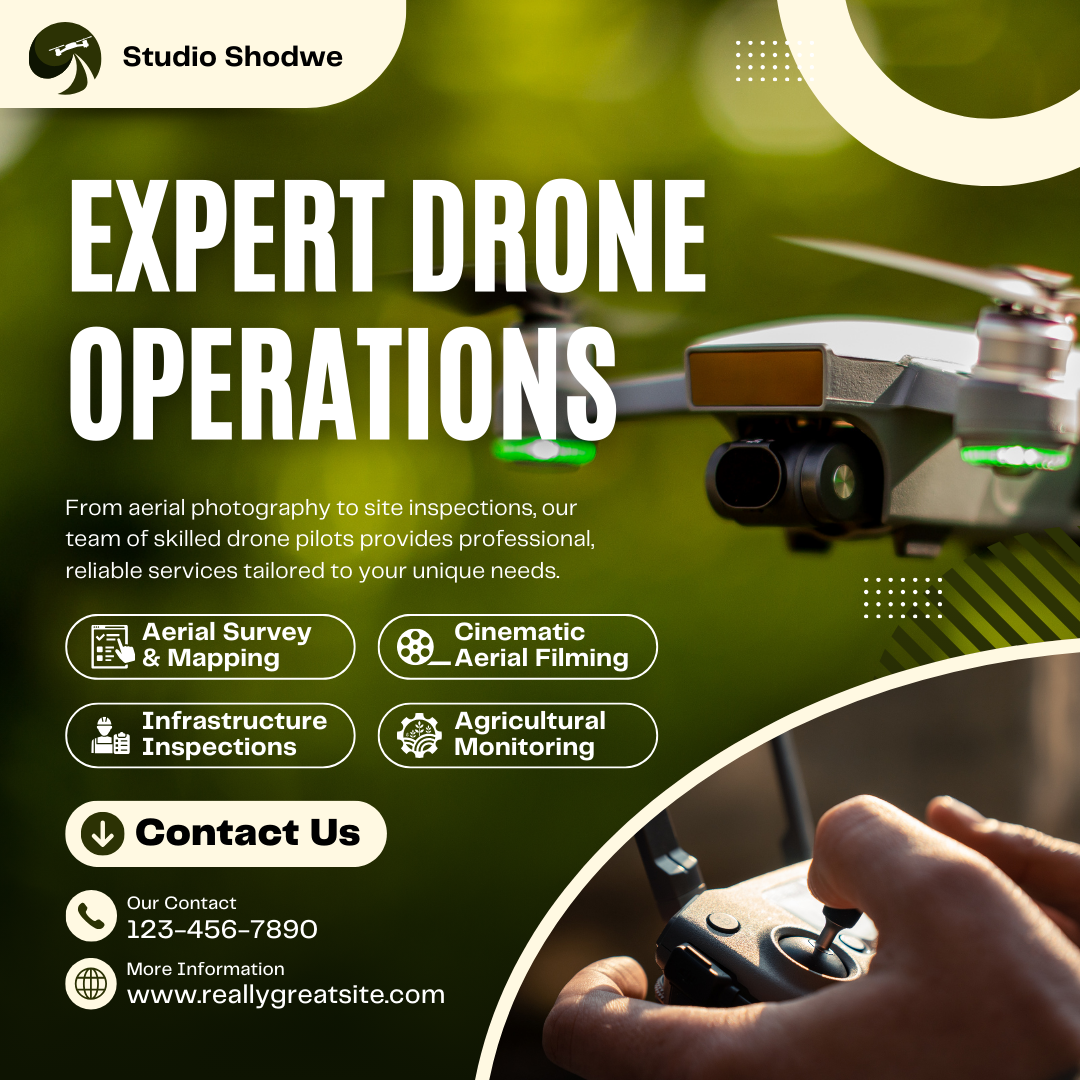 Studio Shodwe
EXPERT DRONE
OPERATIONS
From aerial photography to site inspections, our
team of skilled drone pilots provides professional,
reliable services tailored to your unique needs.
Aerial Survey
& Mapping
Cinematic
Aerial Filming
Infrastructure
Inspections
Agricultural
Monitoring
Contact Us
Our Contact
123-456-7890
More Information
www.reallygreatsite.com